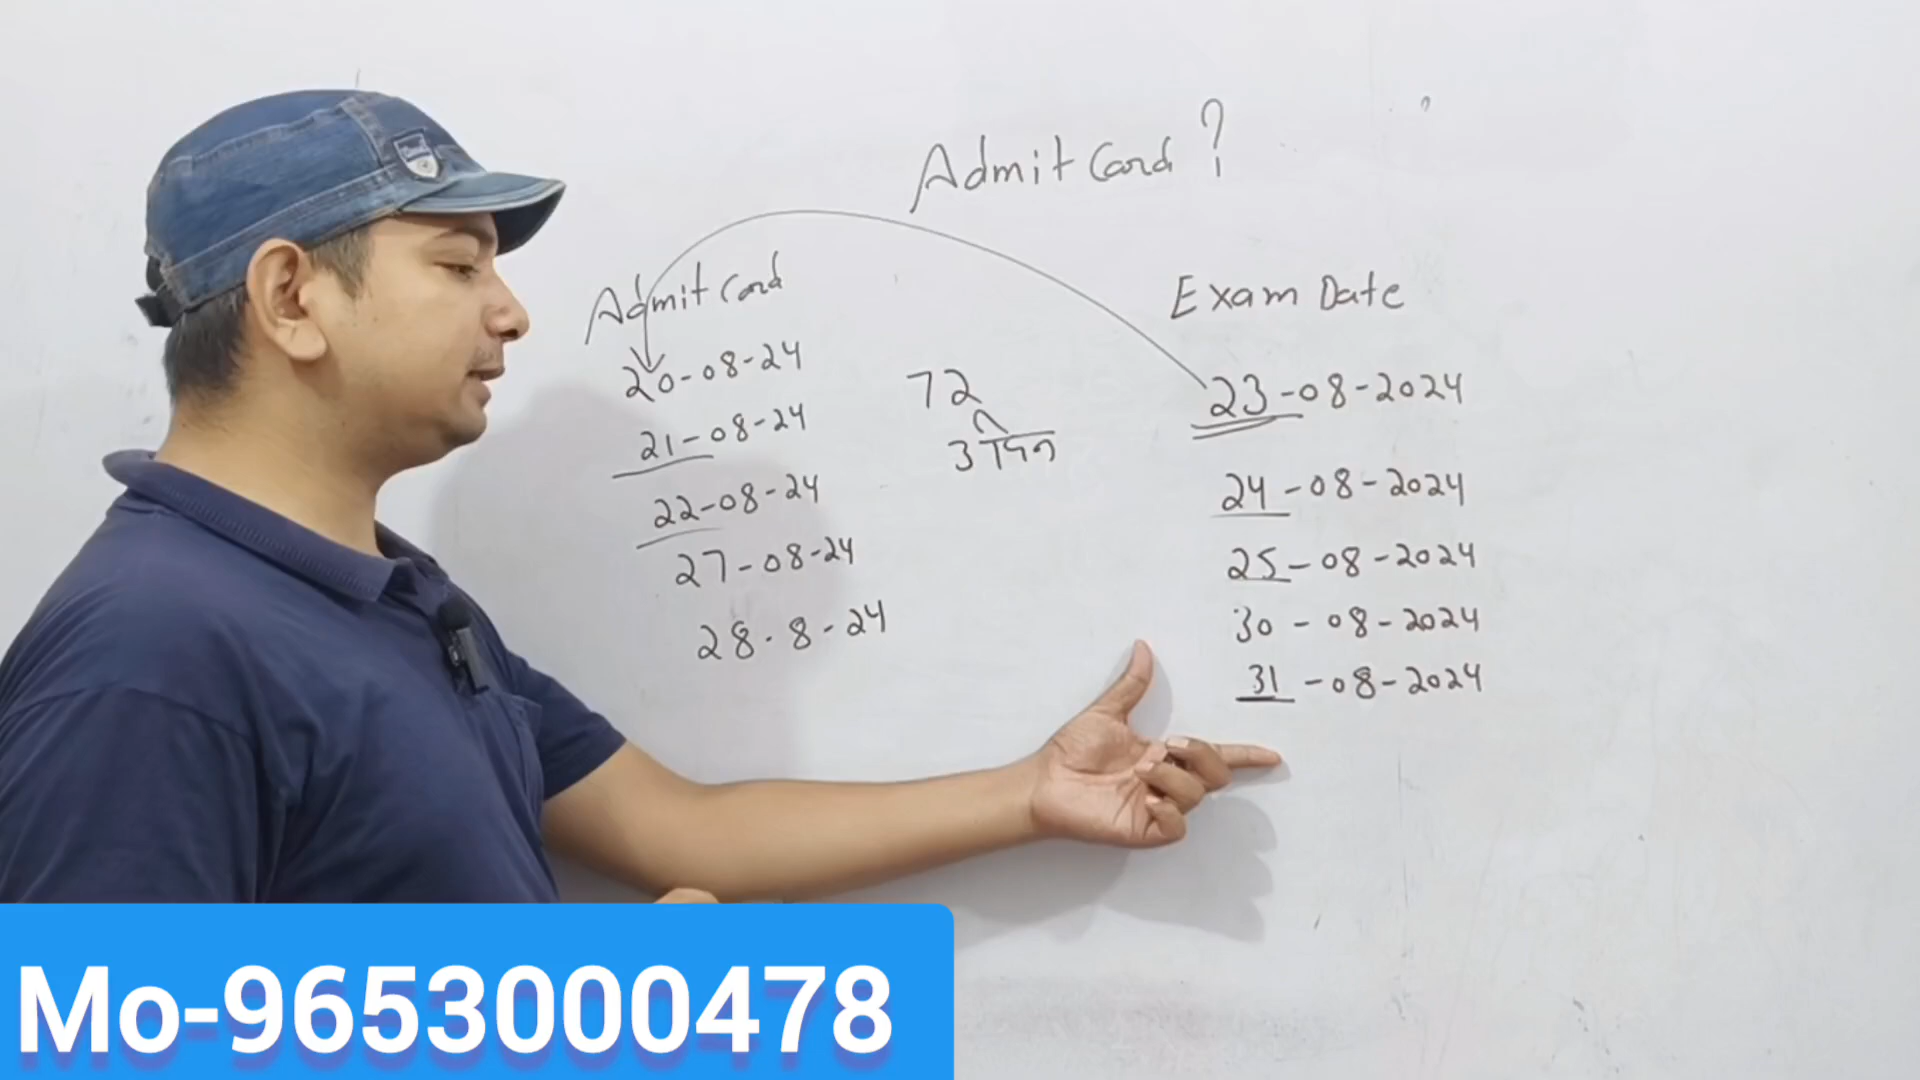 Admit Card ?
Admit Card
20-08-24
21-08-24
22-08-24
27-08-24
28-8-24
72
3 दिन
Exam Date
23-08-2024
24-08-2024
25-08-2024
30-08-2024
31-08-2024
Mo-9653000478